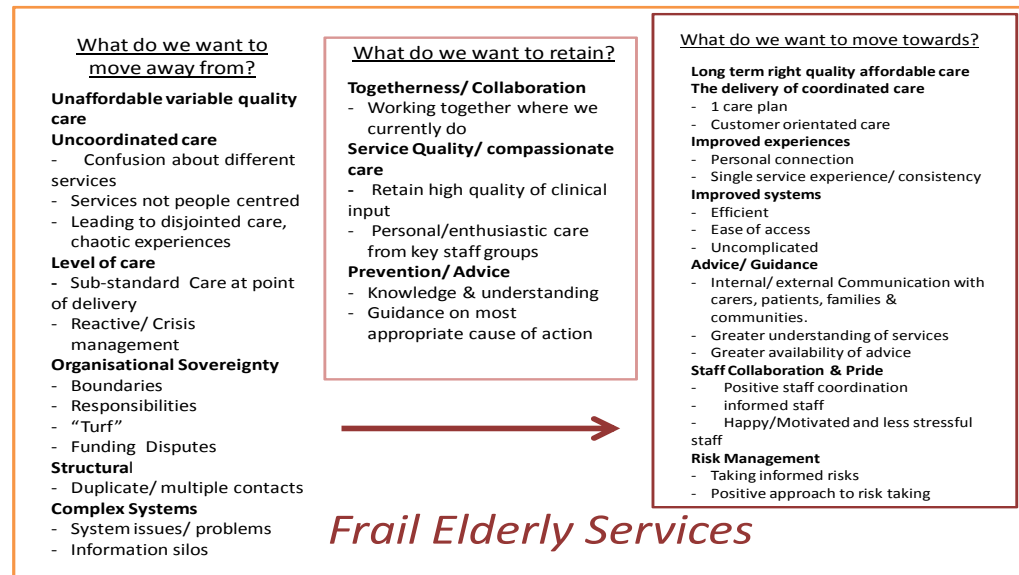 What do we want to
move away from?
Unaffordable variable quality
care
Uncoordinated care
- Confusion about different
services
- Services not people centred
- Leading to disjointed care,
chaotic experiences
Level of care
- Sub-standard Care at point
of delivery
- Reactive/ Crisis
management
Organisational Sovereignty
- Boundaries
- Responsibilities
- “Turf”
- Funding Disputes
Structural
- Duplicate/ multiple contacts
Complex Systems
- System issues/ problems
- Information silos
What do we want to retain?
Togetherness/ Collaboration
- Working together where we
currently do
Service Quality/ compassionate
care
- Retain high quality of clinical
input
- Personal/enthusiastic care
from key staff groups
Prevention/ Advice
- Knowledge & understanding
- Guidance on most
appropriate cause of action
What do we want to move towards?
Long term right quality affordable care
The delivery of coordinated care
- 1 care plan
- Customer orientated care
Improved experiences
- Personal connection
- Single service experience/ consistency
Improved systems
- Efficient
- Ease of access
- Uncomplicated
Advice/ Guidance
- Internal/ external Communication with
carers, patients, families &
communities.
- Greater understanding of services
- Greater availability of advice
Staff Collaboration & Pride
- Positive staff coordination
- informed staff
- Happy/Motivated and less stressful
staff
Risk Management
- Taking informed risks
- Positive approach to risk taking
Frail Elderly Services